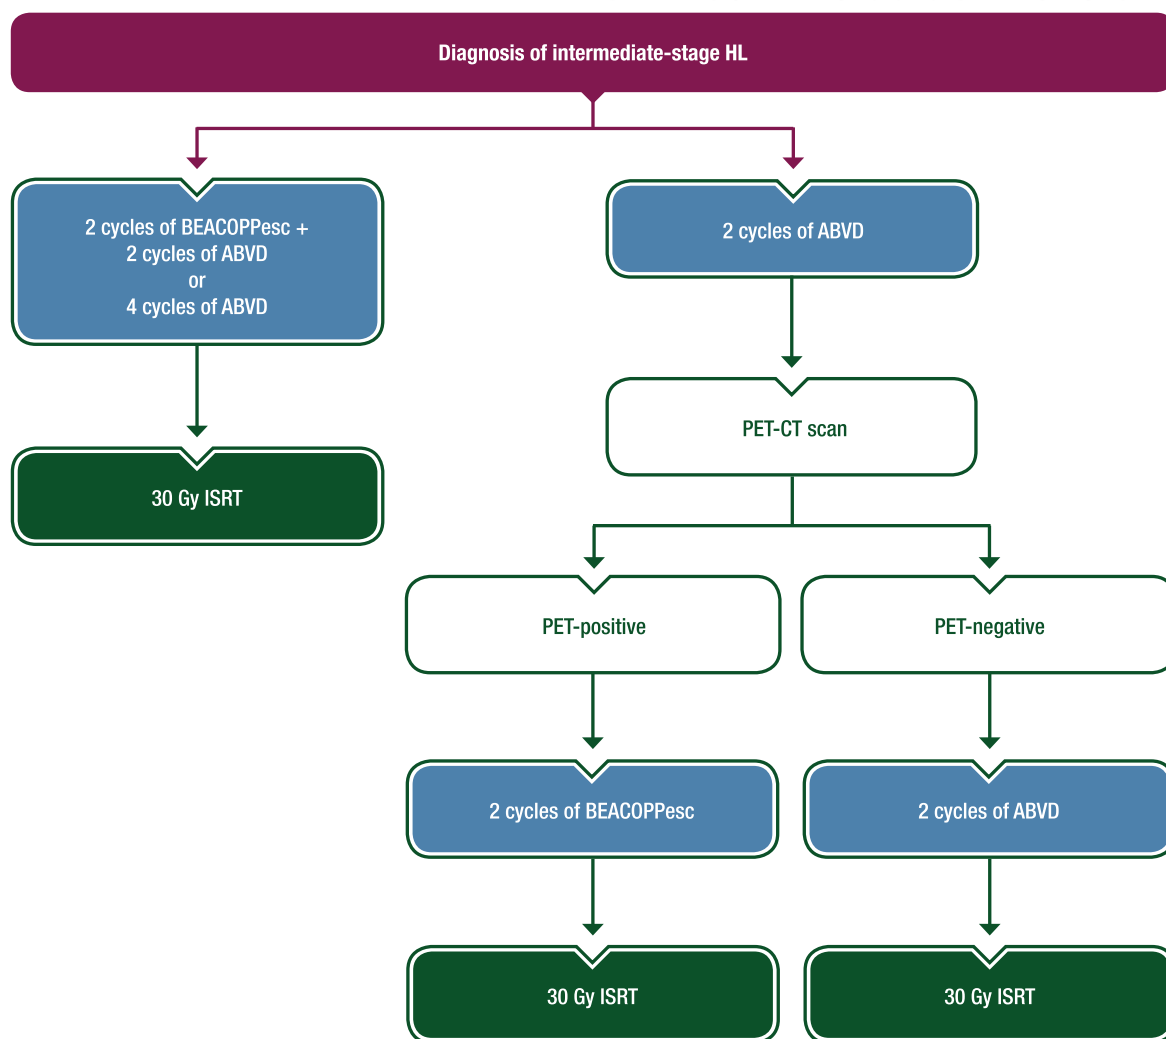 Diagnosis of intermediate-stage HL
2 cycles of BEACOPPesc +
2 cycles of ABVD
or
4 cycles of ABVD
30 Gy ISRT
2 cycles of ABVD
PET-CT scan
PET-positive
PET-negative
2 cycles of BEACOPPesc
2 cycles of ABVD
30 Gy ISRT
30 Gy ISRT